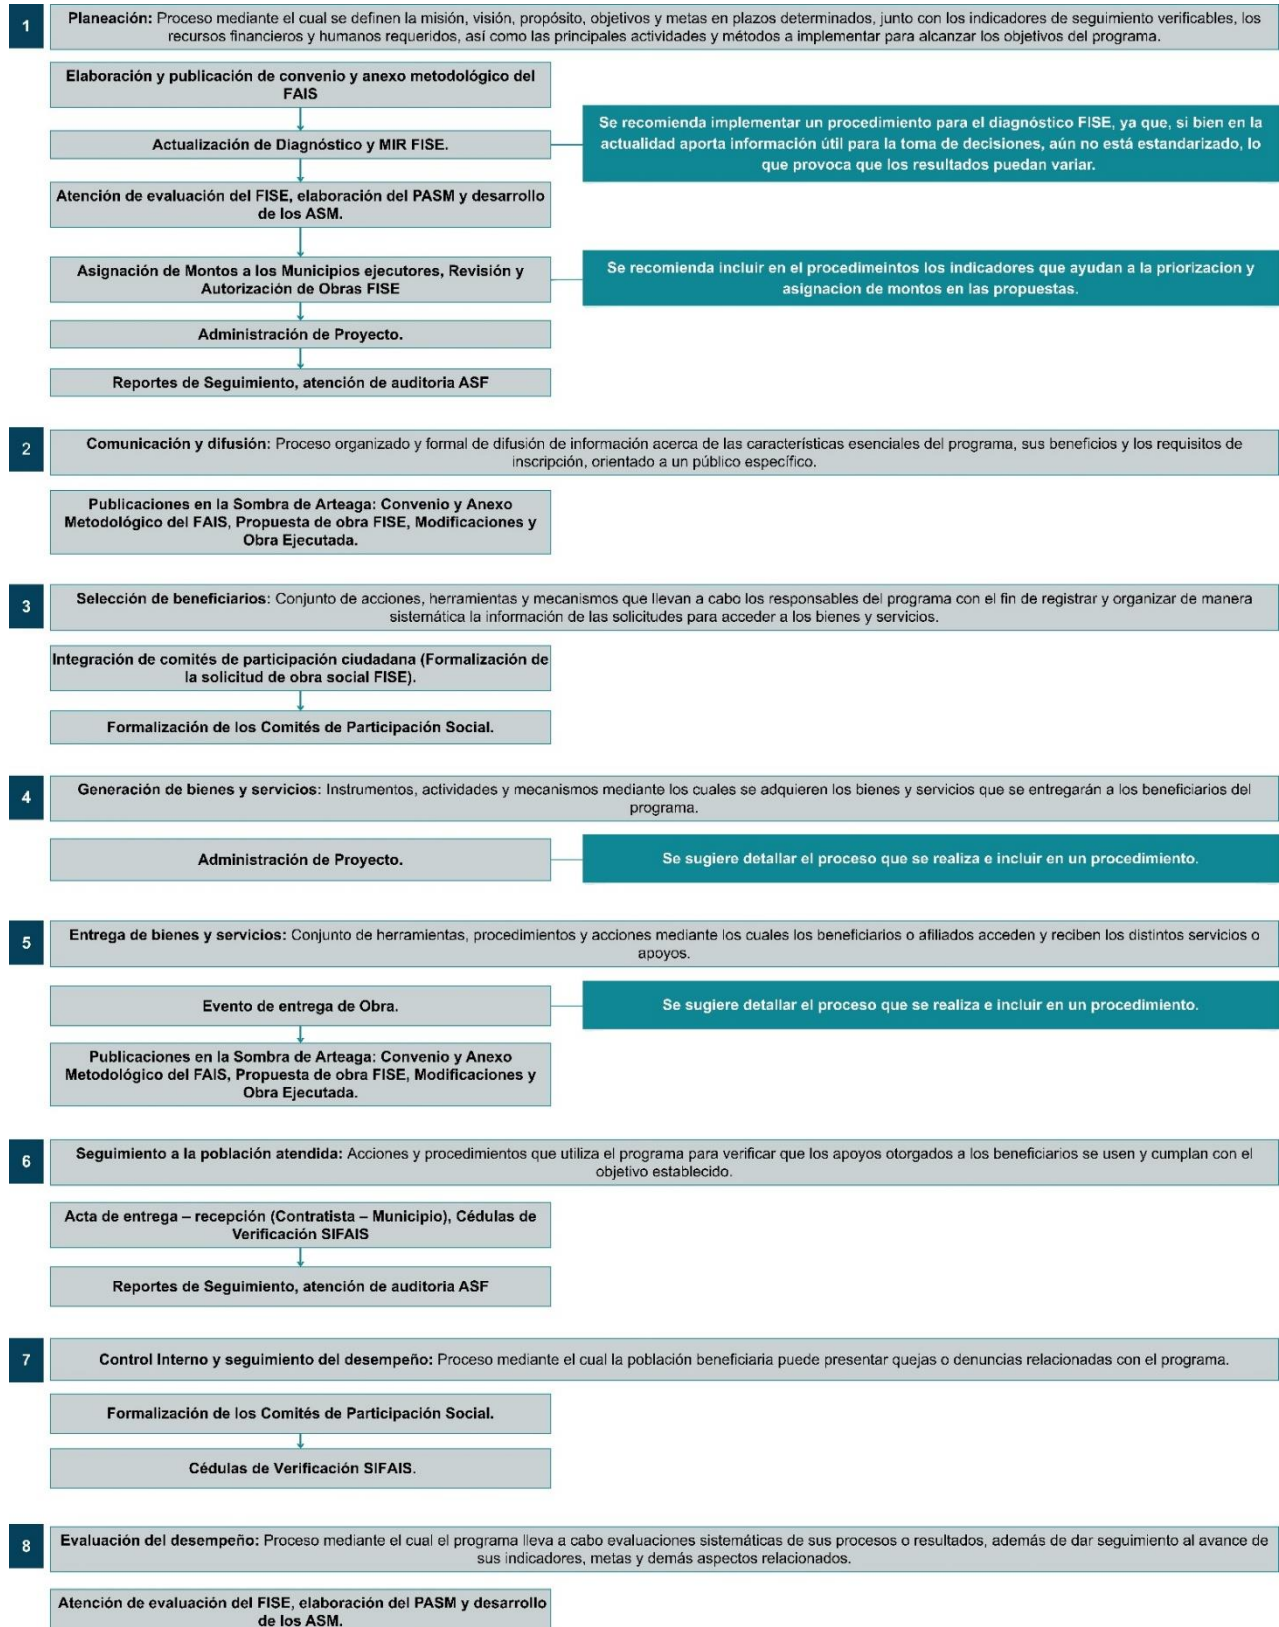 1
Planeación: Proceso mediante el cual se definen la misión, visión, propósito, objetivos y metas en plazos determinados, junto con los indicadores de seguimiento verificables, los
recursos financieros y humanos requeridos, así como las principales actividades y métodos a implementar para alcanzar los objetivos del programa.
Elaboración y publicación de convenio y anexo metodológico del
FAIS
Actualización de Diagnóstico y MIR FISE.
Se recomienda implementar un procedimiento para el diagnóstico FISE, ya que, si bien en la
actualidad aporta información útil para la toma de decisiones, aún no está estandarizado, lo
que provoca que los resultados puedan variar.
Atención de evaluación del FISE, elaboración del PASM y desarrollo
de los ASM.
Asignación de Montos a los Municipios ejecutores, Revisión y
Autorización de Obras FISE
Se recomienda incluir en el procedimeintos los indicadores que ayudan a la priorizacion y
asignacion de montos en las propuestas.
Administración de Proyecto.
Reportes de Seguimiento, atención de auditoria ASF
2
Comunicación y difusión: Proceso organizado y formal de difusión de información acerca de las características esenciales del programa, sus beneficios y los requisitos de
inscripción, orientado a un público específico.
Publicaciones en la Sombra de Arteaga: Convenio y Anexo
Metodológico del FAIS, Propuesta de obra FISE, Modificaciones y
Obra Ejecutada.
3
Selección de beneficiarios: Conjunto de acciones, herramientas y mecanismos que llevan a cabo los responsables del programa con el fin de registrar y organizar de manera
sistemática la información de las solicitudes para acceder a los bienes y servicios.
Integración de comités de participación ciudadana (Formalización de
la solicitud de obra social FISE).
Formalización de los Comités de Participación Social.
4
Generación de bienes y servicios: Instrumentos, actividades y mecanismos mediante los cuales se adquieren los bienes y servicios que se entregarán a los beneficiarios del
programa.
Administración de Proyecto.
Se sugiere detallar el proceso que se realiza e incluir en un procedimiento.
5
Entrega de bienes y servicios: Conjunto de herramientas, procedimientos y acciones mediante los cuales los beneficiarios o afiliados acceden y reciben los distintos servicios o
apoyos.
Evento de entrega de Obra.
Se sugiere detallar el proceso que se realiza e incluir en un procedimiento.
Publicaciones en la Sombra de Arteaga: Convenio y Anexo
Metodológico del FAIS, Propuesta de obra FISE, Modificaciones y
Obra Ejecutada.
6
Seguimiento a la población atendida: Acciones y procedimientos que utiliza el programa para verificar que los apoyos otorgados a los beneficiarios se usen y cumplan con el
objetivo establecido.
Acta de entrega – recepción (Contratista – Municipio), Cédulas de
Verificación SIFAIS
Reportes de Seguimiento, atención de auditoria ASF
7
Control Interno y seguimiento del desempeño: Proceso mediante el cual la población beneficiaria puede presentar quejas o denuncias relacionadas con el programa.
Formalización de los Comités de Participación Social.
Cédulas de Verificación SIFAIS.
8
Evaluación del desempeño: Proceso mediante el cual el programa lleva a cabo evaluaciones sistemáticas de sus procesos o resultados, además de dar seguimiento al avance de
sus indicadores, metas y demás aspectos relacionados.
Atención de evaluación del FISE, elaboración del PASM y desarrollo
de los ASM.